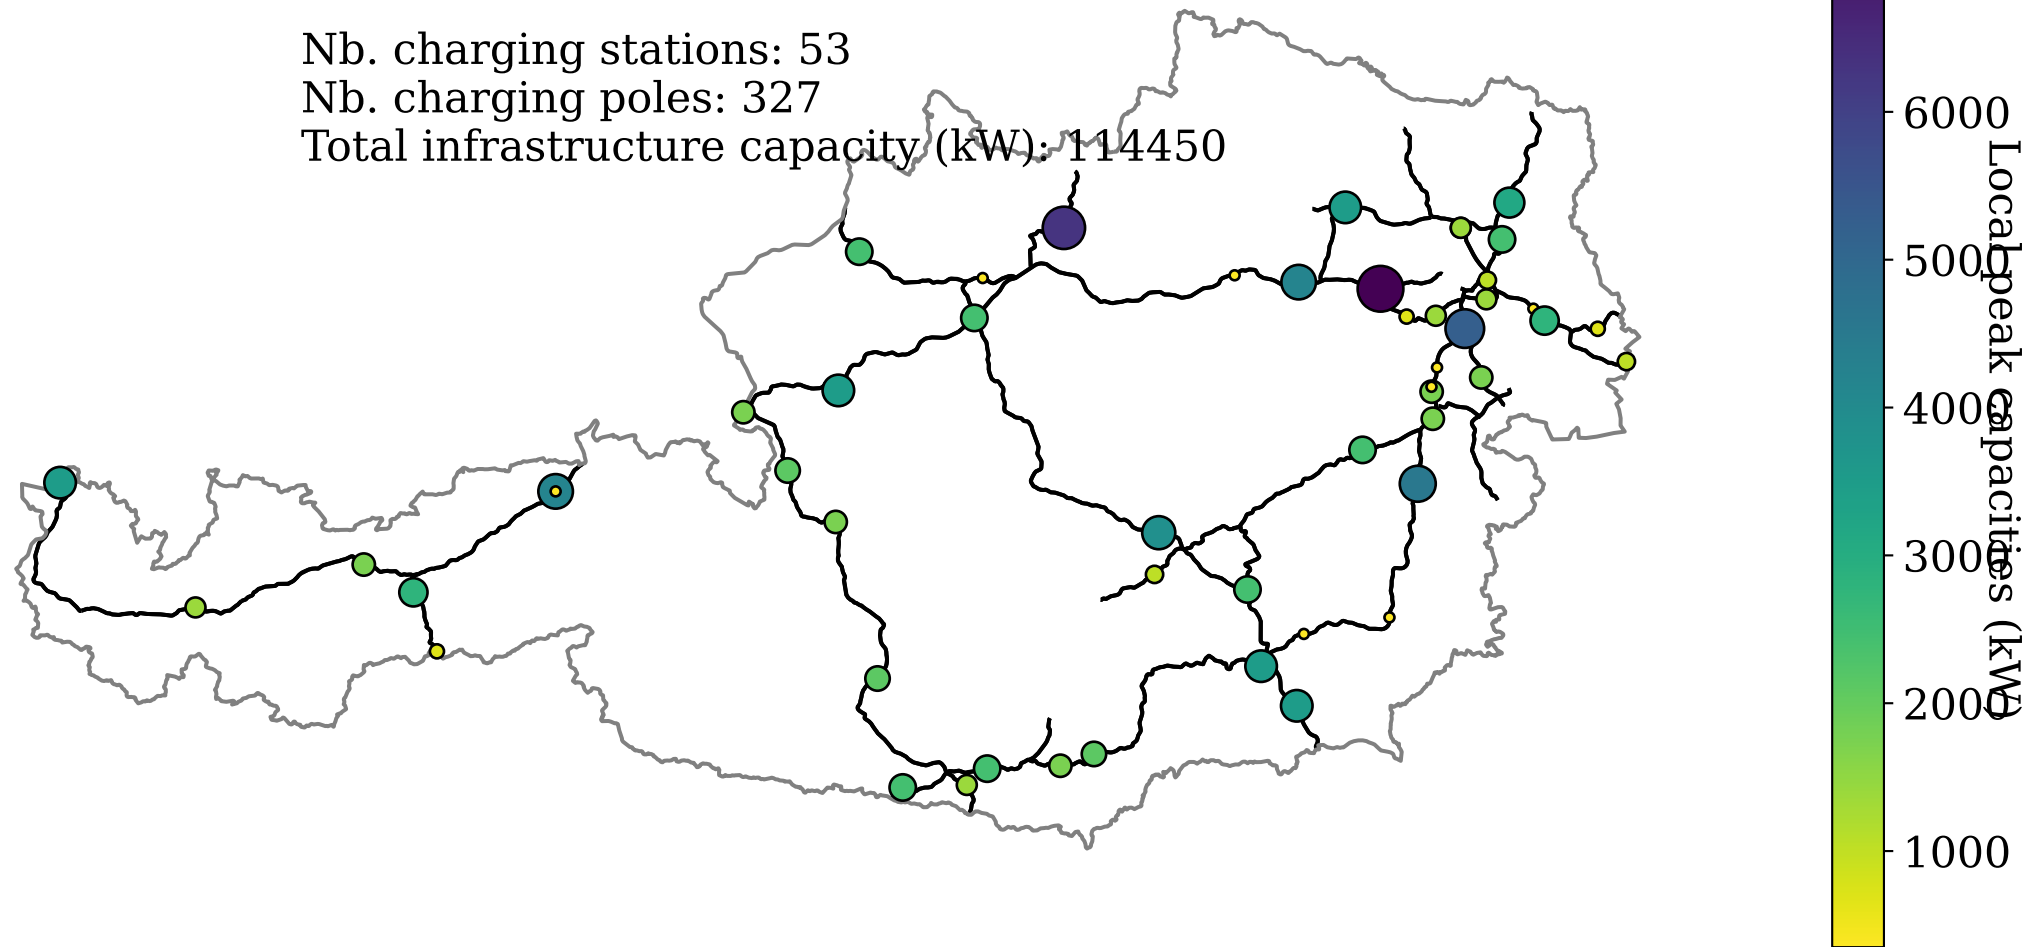 Nb. charging stations: 53
Nb. charging poles: 327
Total infrastructure capacity (kW): 114450
6000
5000
4000
3000
2000
1000
Local peak capacities (kW)